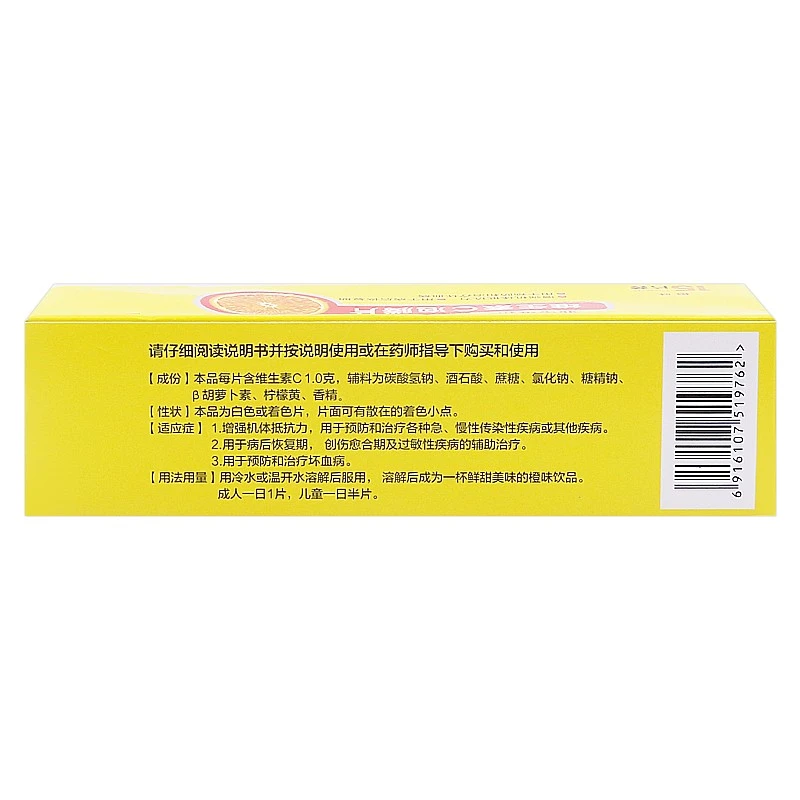 请仔细阅读说明书并按说明使用或在药师指导下购买和使用
【成份】本品每片含维生素C 1.0克，辅料为碳酸氢钠、酒石酸、蔗糖、氯化钠、糖精钠、
β胡萝卜素、柠檬黄、香精。
【性状】本品为白色或着色片，片面可有散在的着色小点。
【适应症】1.增强机体抵抗力，用于预防和治疗各种急、慢性传染性疾病或其他疾病。
2.用于病后恢复期，创伤愈合期及过敏性疾病的辅助治疗。
3.用于预防和治疗坏血病。
【用法用量】用冷水或温开水溶解后服用，溶解后成为一杯鲜甜美味的橙味饮品。
成人一日1片，儿童一日半片。
6 916107 519762 >